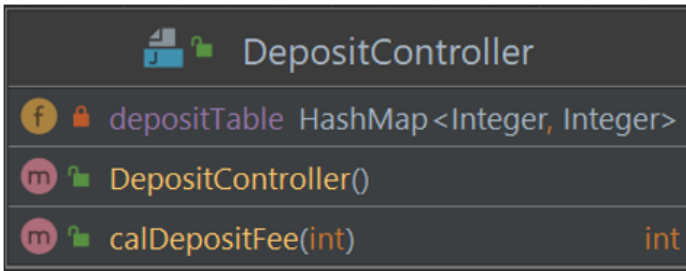 DepositController
f depositTable HashMap<Integer, Integer>
m DepositController()
m calDepositFee(int) int